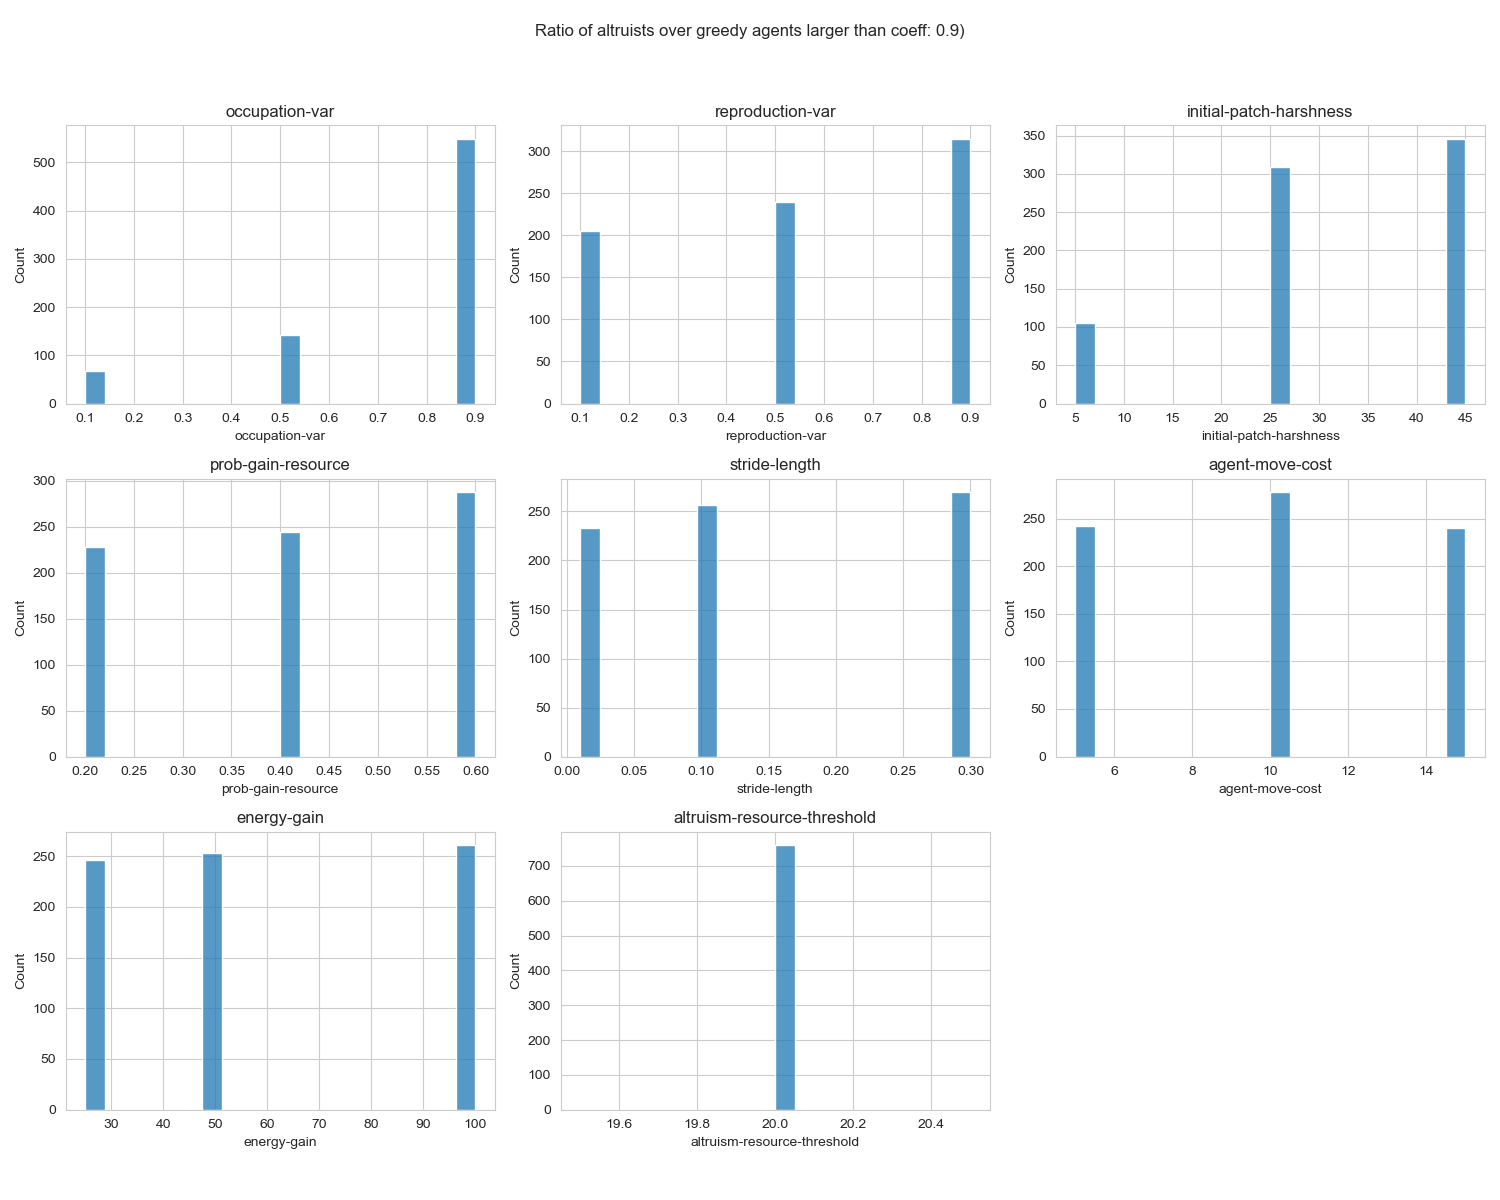 Ratio of altruists over greedy agents larger than coeff: 0.9)
occupation-var
Count
500
400
300
200
100
0
0.1 0.2 0.3 0.4 0.5 0.6 0.7 0.8 0.9
occupation-var
reproduction-var
Count
300
250
200
150
100
50
0
0.1 0.2 0.3 0.4 0.5 0.6 0.7 0.8 0.9
reproduction-var
initial-patch-harshness
Count
350
300
250
200
150
100
50
0
5 10 15 20 25 30 35 40 45
initial-patch-harshness
prob-gain-resource
Count
300
250
200
150
100
50
0
0.20 0.25 0.30 0.35 0.40 0.45 0.50 0.55 0.60
prob-gain-resource
stride-length
Count
250
200
150
100
50
0
0.00 0.05 0.10 0.15 0.20 0.25 0.30
stride-length
agent-move-cost
Count
250
200
150
100
50
0
6 8 10 12 14
agent-move-cost
energy-gain
Count
250
200
150
100
50
0
30 40 50 60 70 80 90 100
energy-gain
altruism-resource-threshold
Count
700
600
500
400
300
200
100
0
19.6 19.8 20.0 20.2 20.4
altruism-resource-threshold